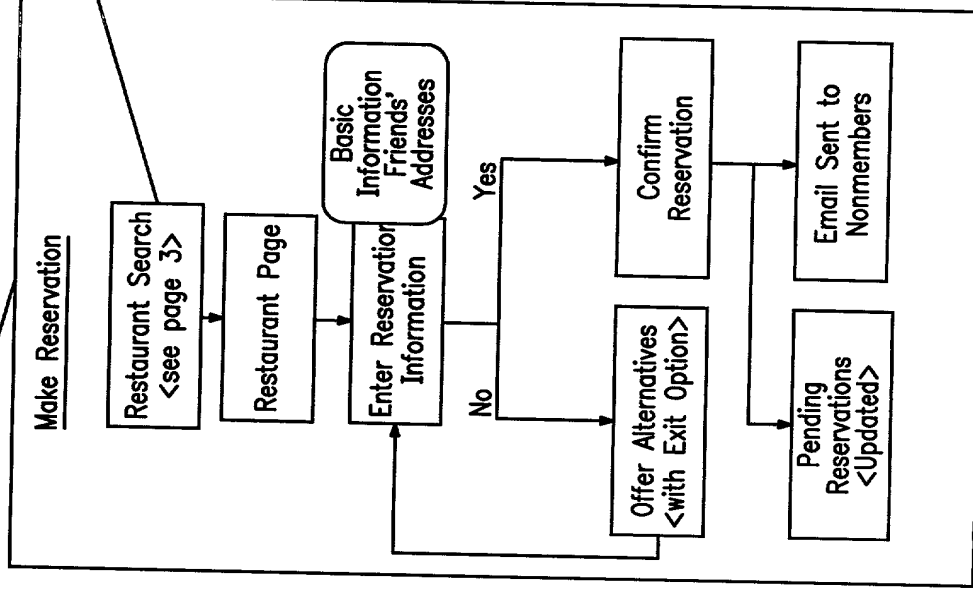 Make Reservation
Restaurant Search
<see page 3>
Restaurant Page
Enter Reservation
Information
Basic
Information
Friends'
Addresses
No
Yes
Offer Alternatives
<with Exit Option>
Confirm
Reservation
Pending
Reservations
<Updated>
Email Sent to
Nonmembers